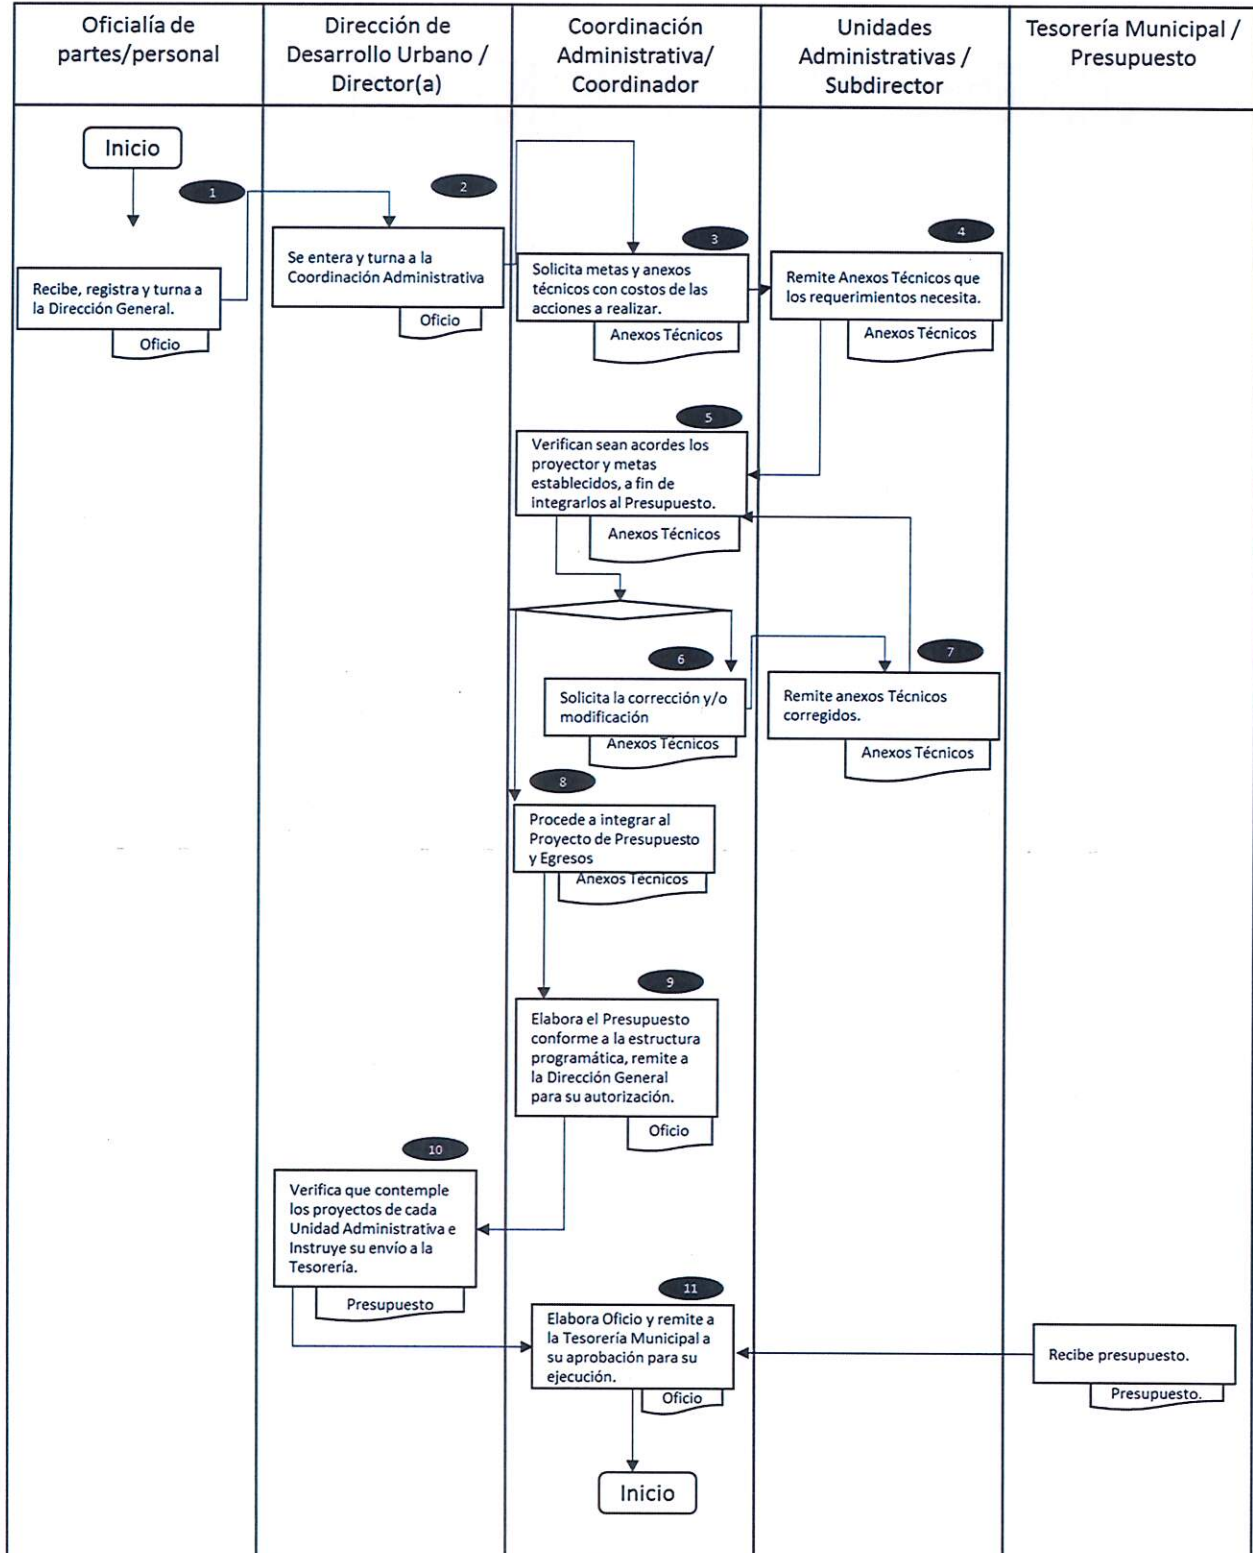 Oficialía de
partes/personal
Dirección de
Desarrollo Urbano /
Director(a)
Coordinación
Administrativa/
Coordinador
Unidades
Administrativas /
Subdirector
Tesorería Municipal /
Presupuesto
Inicio
1
Recibe, registra y turna a
la Dirección General.
Oficio
2
Se entera y turna a la
Coordinación Administrativa
Oficio
3
Solicita metas y anexos
técnicos con costos de las
acciones a realizar.
Anexos Técnicos
4
Remite Anexos Técnicos que
los requerimientos necesita.
Anexos Técnicos
5
Verifican sean acordes los
proyector y metas
establecidos, a fin de
integrarlos al Presupuesto.
Anexos Técnicos
6
Solicita la corrección y/o
modificación
Anexos Técnicos
7
Remite anexos Técnicos
corregidos.
Anexos Técnicos
8
Procede a integrar al
Proyecto de Presupuesto
y Egresos
Anexos Técnicos
9
Elabora el Presupuesto
conforme a la estructura
programática, remite a
la Dirección General
para su autorización.
Oficio
10
Verifica que contemple
los proyectos de cada
Unidad Administrativa e
Instruye su envío a la
Tesorería.
Presupuesto
11
Elabora Oficio y remite a
la Tesorería Municipal a
su aprobación para su
ejecución.
Oficio
Recibe presupuesto.
Presupuesto.
Inicio